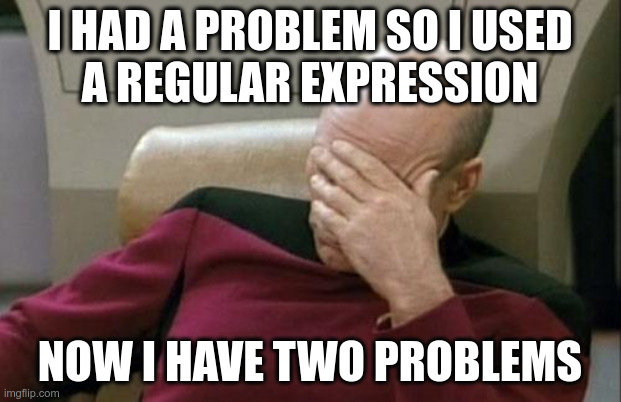 I HAD A PROBLEM SO I USED
A REGULAR EXPRESSION
NOW I HAVE TWO PROBLEMS
imgflip.com